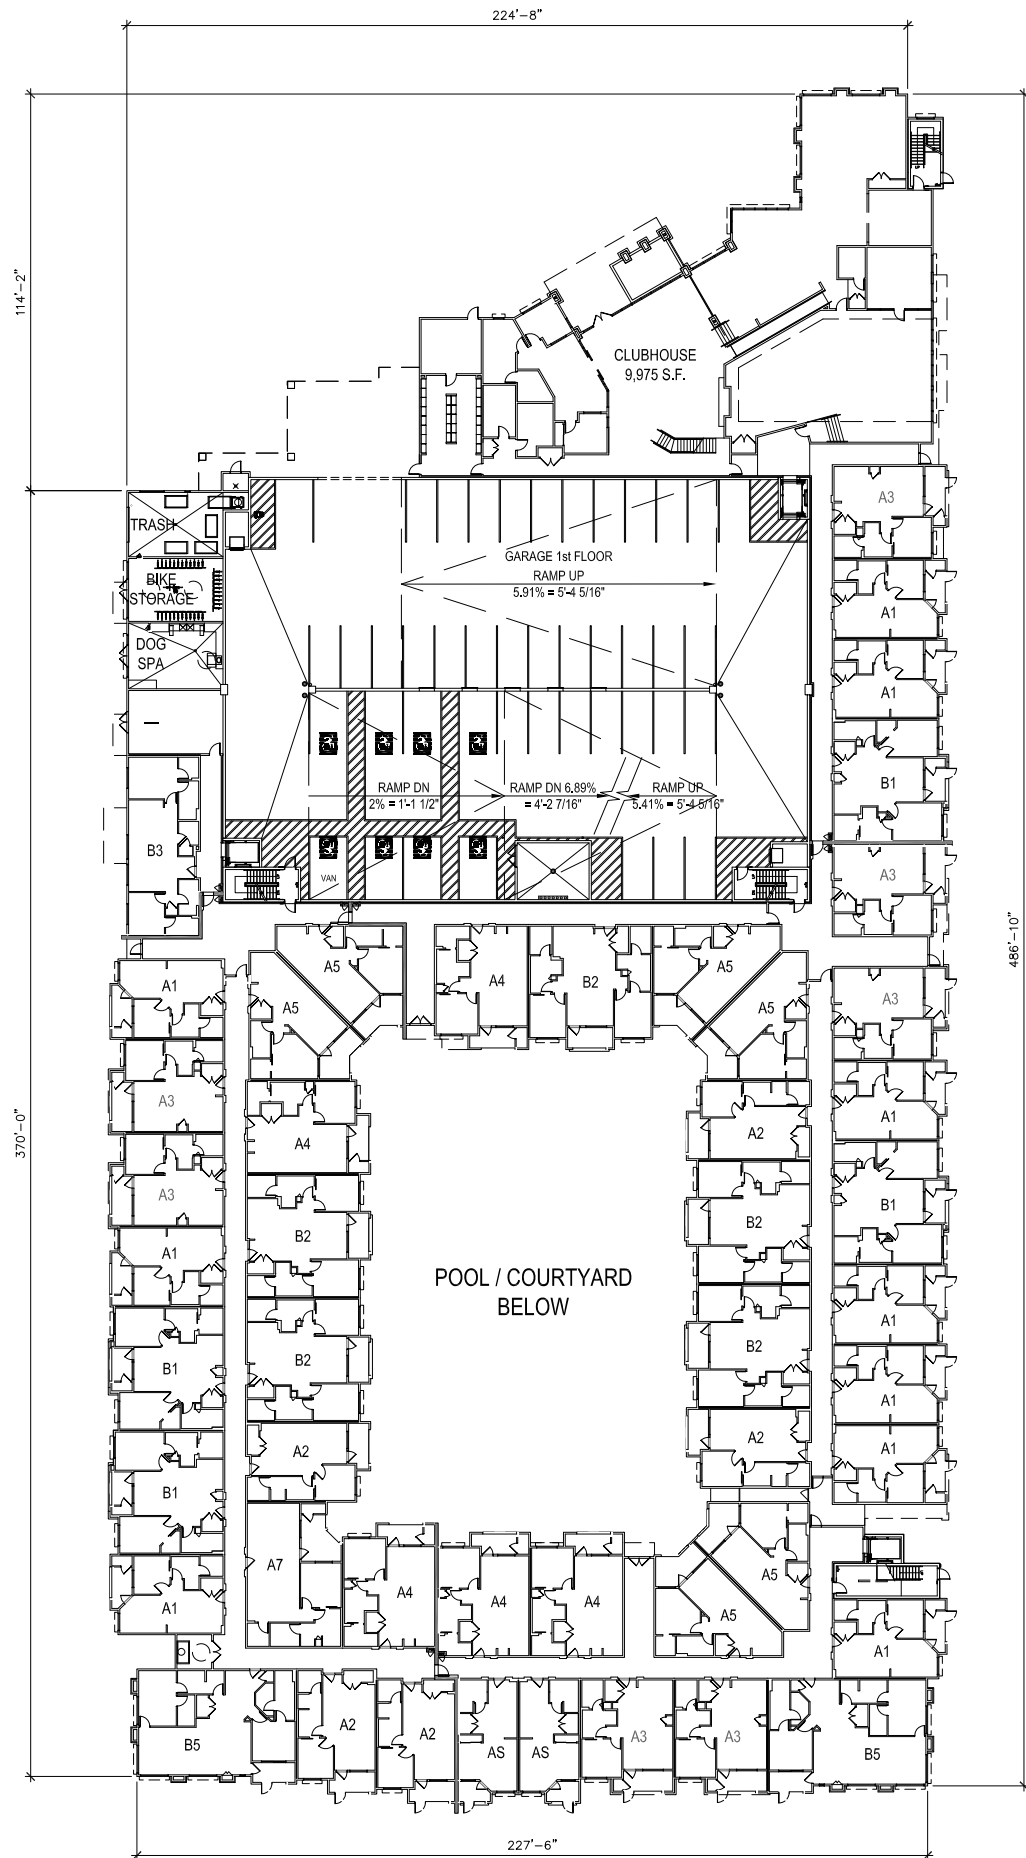 224'-8"
114'-2"
CLUBHOUSE
9,975 S.F.
A3
TRASH
GARAGE 1st FLOOR
RAMP UP
5.91% = 5'-4 5/16"
BIKE
STORAGE
A1
DOG
SPA
A1
B1
RAMP DN
2% = 1'-1 1/2"
RAMP DN 6.89%
= 4'-2 7/16"
RAMP UP
5.41% = 5'-4 5/16"
B3
VAN
A3
486'-10"
A5
A5
A4
B2
A5
A5
A1
A3
A3
A1
A4
A2
370'-0"
A3
B2
B2
B1
A1
POOL / COURTYARD
BELOW
A1
B1
B2
B2
A1
A2
A2
A1
B1
A7
A4
A4
A4
A5
A5
A1
A1
B5
A2
A2
AS
AS
A3
A3
B5
227'-6"